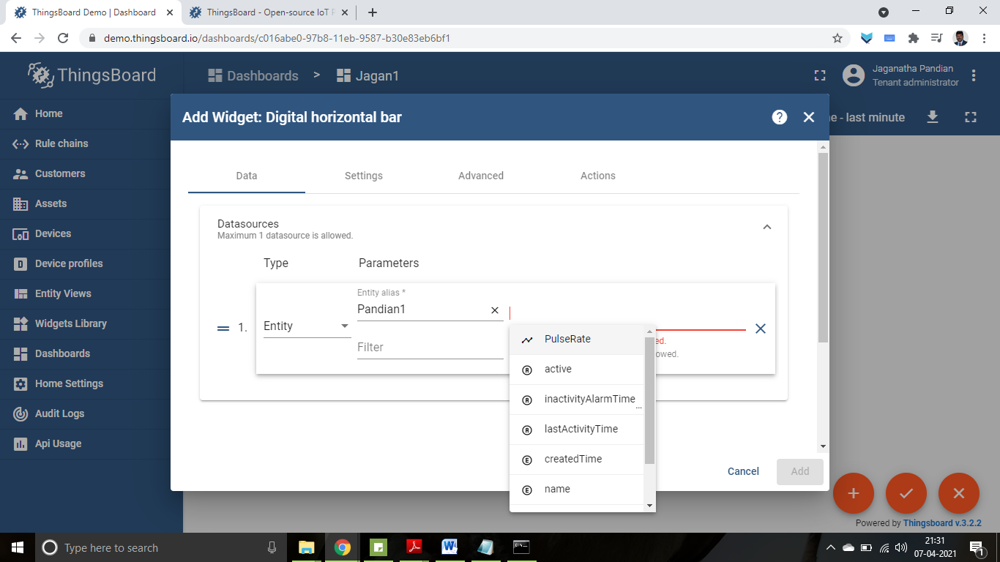 ThingsBoard Demo | Dashboard
ThingsBoard - Open-source IoT P
demo.thingsboard.io/dashboards/c016abe0-97b8-11eb-9587-b30e83eb6bf1
ThingsBoard
Dashboards > Jagan1
Jaganatha Pandian
Tenant administrator
Home
Rule chains
Customers
Assets
Devices
Device profiles
Entity Views
Widgets Library
Dashboards
Home Settings
Audit Logs
Api Usage
e - last minute
Add Widget: Digital horizontal bar
?
Data Settings Advanced Actions
Datasources
Maximum 1 datasource is allowed.
Type Parameters
1.
Entity
Entity alias *
Pandian1
Filter
ed.
owed.
PulseRate
active
inactivityAlarmTime...
lastActivityTime
createdTime
name
Cancel Add
Powered by Thingsboard v.3.2.2
Type here to search
21:31
07-04-2021
1